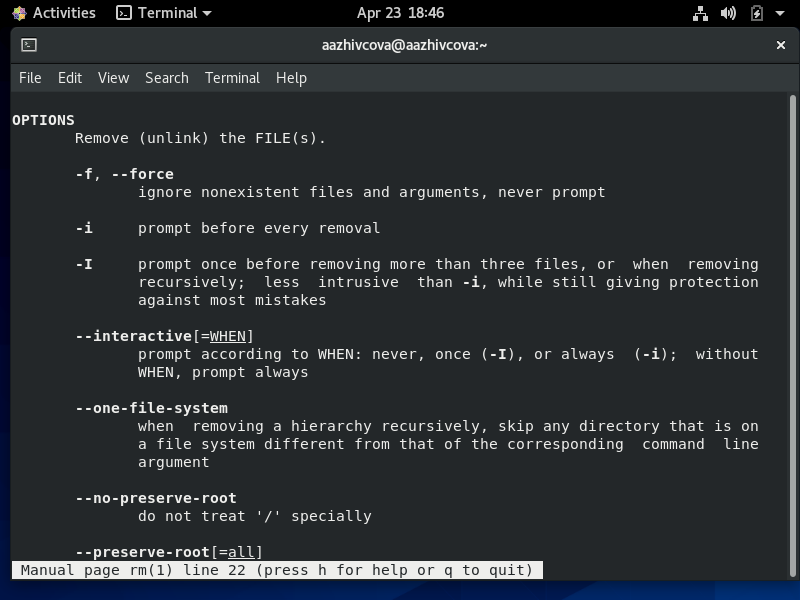 Activities Terminal Apr 23 18:46
aazhivcova@aazhivcova:~
File Edit View Search Terminal Help
OPTIONS
Remove (unlink) the FILE(s).
-f, --force
ignore nonexistent files and arguments, never prompt
-i prompt before every removal
-I prompt once before removing more than three files, or when removing
recursively; less intrusive than -i, while still giving protection
against most mistakes
--interactive[=WHEN]
prompt according to WHEN: never, once (-I), or always (-i); without
WHEN, prompt always
--one-file-system
when removing a hierarchy recursively, skip any directory that is on
a file system different from that of the corresponding command line
argument
--no-preserve-root
do not treat '/' specially
--preserve-root[=all]
Manual page rm(1) line 22 (press h for help or q to quit)